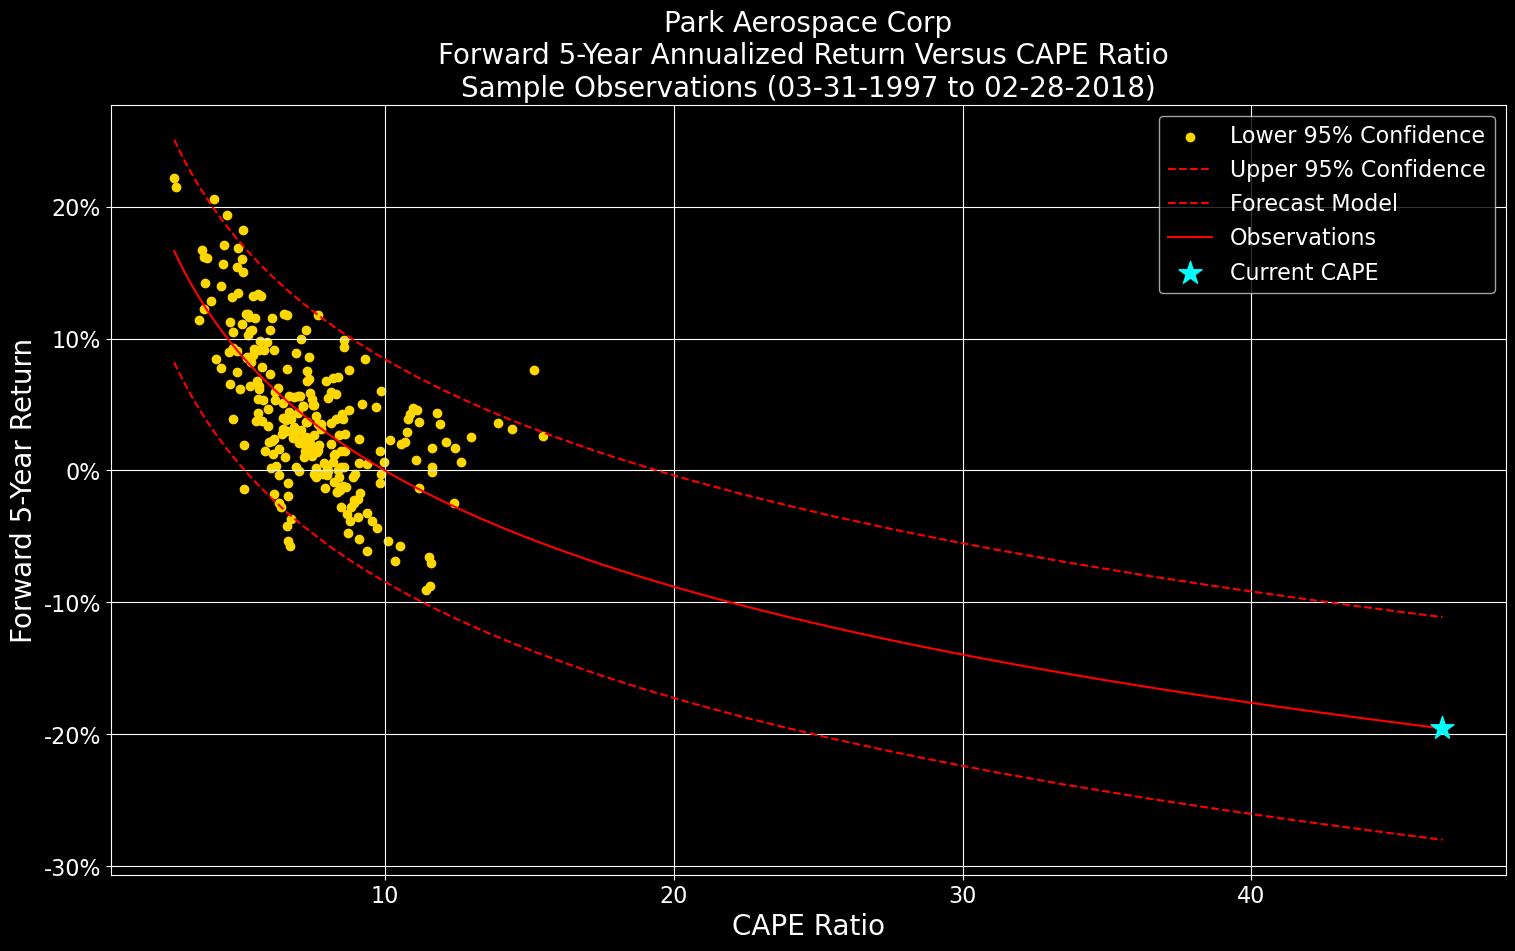 Park Aerospace Corp
Forward 5-Year Annualized Return Versus CAPE Ratio
Sample Observations (03-31-1997 to 02-28-2018)
Lower 95% Confidence
Upper 95% Confidence
Forecast Model
Observations
Current CAPE
Forward 5-Year Return
20%
10%
0%
-10%
-20%
-30%
10 20 30 40
CAPE Ratio